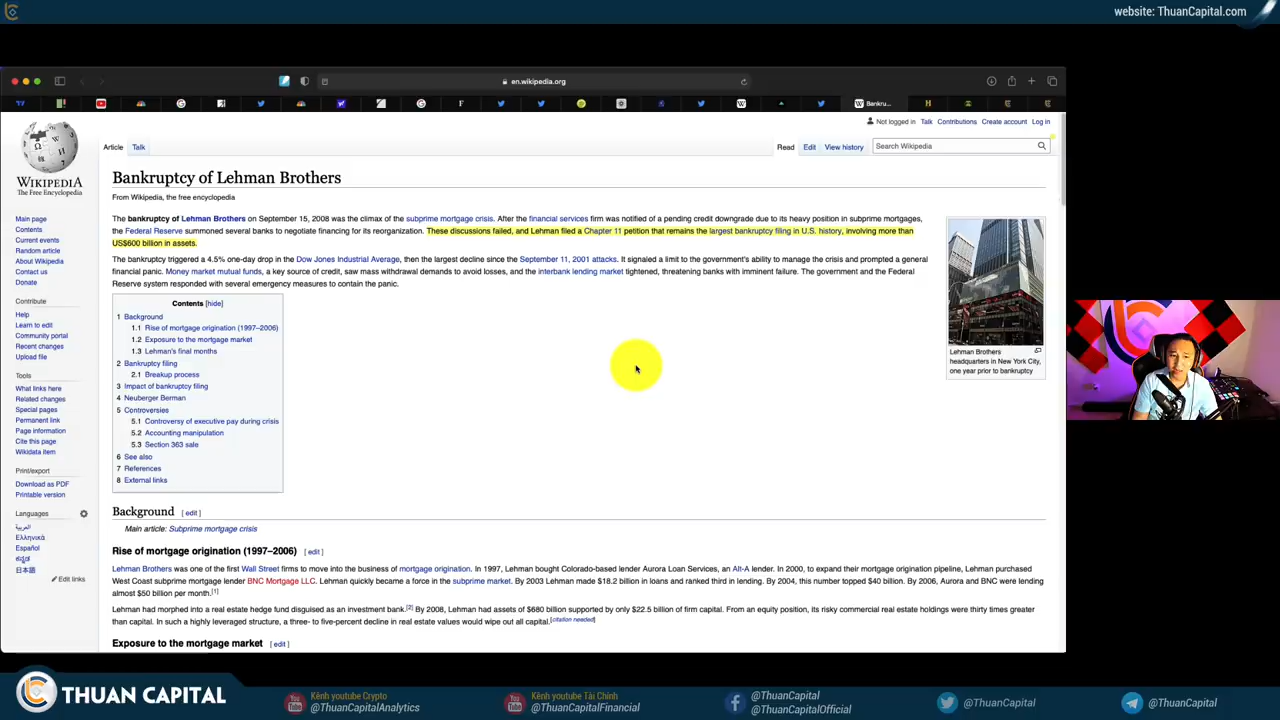 website: ThuanCapital.com
en.wikipedia.org
Bankru...
Not logged in Talk Contributions Create account Log in
Article Talk
Read Edit View history
Search Wikipedia
WIKIPEDIA
The Free Encyclopedia
Main page
Contents
Current events
Random article
About Wikipedia
Contact us
Donate
Contribute
Help
Learn to edit
Community portal
Recent changes
Upload file
Tools
What links here
Related changes
Special pages
Permanent link
Page information
Cite this page
Wikidata item
Print/export
Download as PDF
Printable version
Languages
العربية
Ελληνικά
Español
ಕನ್ನಡ
日本語
Edit links
Bankruptcy of Lehman Brothers
From Wikipedia, the free encyclopedia
The bankruptcy of Lehman Brothers on September 15, 2008 was the climax of the subprime mortgage crisis. After the financial services firm was notified of a pending credit downgrade due to its heavy position in subprime mortgages,
the Federal Reserve summoned several banks to negotiate financing for its reorganization. These discussions failed, and Lehman filed a Chapter 11 petition that remains the largest bankruptcy filing in U.S. history, involving more than
US$600 billion in assets.
The bankruptcy triggered a 4.5% one-day drop in the Dow Jones Industrial Average, then the largest decline since the September 11, 2001 attacks. It signaled a limit to the government's ability to manage the crisis and prompted a general
financial panic. Money market mutual funds, a key source of credit, saw mass withdrawal demands to avoid losses, and the interbank lending market tightened, threatening banks with imminent failure. The government and the Federal
Reserve system responded with several emergency measures to contain the panic.
Lehman Brothers
headquarters in New York City,
one year prior to bankruptcy
Contents [hide]
1 Background
1.1 Rise of mortgage origination (1997–2006)
1.2 Exposure to the mortgage market
1.3 Lehman's final months
2 Bankruptcy filing
2.1 Breakup process
3 Impact of bankruptcy filing
4 Neuberger Berman
5 Controversies
5.1 Controversy of executive pay during crisis
5.2 Accounting manipulation
5.3 Section 363 sale
6 See also
7 References
8 External links
Background [ edit ]
Main article: Subprime mortgage crisis
Rise of mortgage origination (1997–2006) [ edit ]
Lehman Brothers was one of the first Wall Street firms to move into the business of mortgage origination. In 1997, Lehman bought Colorado-based lender Aurora Loan Services, an Alt-A lender. In 2000, to expand their mortgage origination pipeline, Lehman purchased
West Coast subprime mortgage lender BNC Mortgage LLC. Lehman quickly became a force in the subprime market. By 2003 Lehman made $18.2 billion in loans and ranked third in lending. By 2004, this number topped $40 billion. By 2006, Aurora and BNC were lending
almost $50 billion per month.[1]
Lehman had morphed into a real estate hedge fund disguised as an investment bank.[2] By 2008, Lehman had assets of $680 billion supported by only $22.5 billion of firm capital. From an equity position, its risky commercial real estate holdings were thirty times greater
than capital. In such a highly leveraged structure, a three- to five-percent decline in real estate values would wipe out all capital.[citation needed]
Exposure to the mortgage market [ edit ]
THUAN CAPITAL
Kênh youtube Crypto
@ThuanCapitalAnalytics
Kênh youtube Tài Chính
@ThuanCapitalFinancial
@ThuanCapital
@ThuanCapitalOfficial
@ThuanCapital
@ThuanCapital